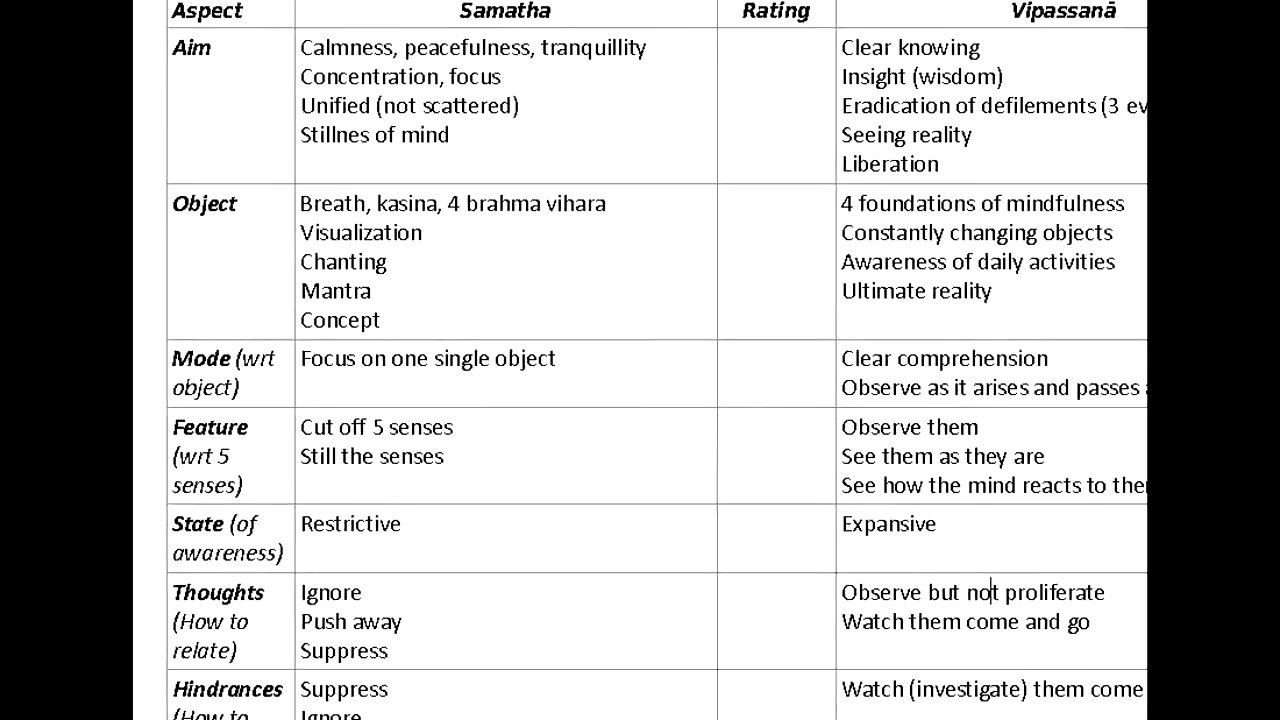 Aspect Samatha Rating Vipassanā
Aim
Calmness, peacefulness, tranquillity
Concentration, focus
Unified (not scattered)
Stillnes of mind
Clear knowing
Insight (wisdom)
Eradication of defilements (3 ev
Seeing reality
Liberation
Object
Breath, kasina, 4 brahma vihara
Visualization
Chanting
Mantra
Concept
4 foundations of mindfulness
Constantly changing objects
Awareness of daily activities
Ultimate reality
Mode (wrt
object)
Focus on one single object
Clear comprehension
Observe as it arises and passes
Feature
(wrt 5
senses)
Cut off 5 senses
Still the senses
Observe them
See them as they are
See how the mind reacts to the
State (of
awareness)
Restrictive
Expansive
Thoughts
(How to
relate)
Ignore
Push away
Suppress
Observe but not proliferate
Watch them come and go
Hindrances
(How to
Suppress
Ignore
Watch (investigate) them come